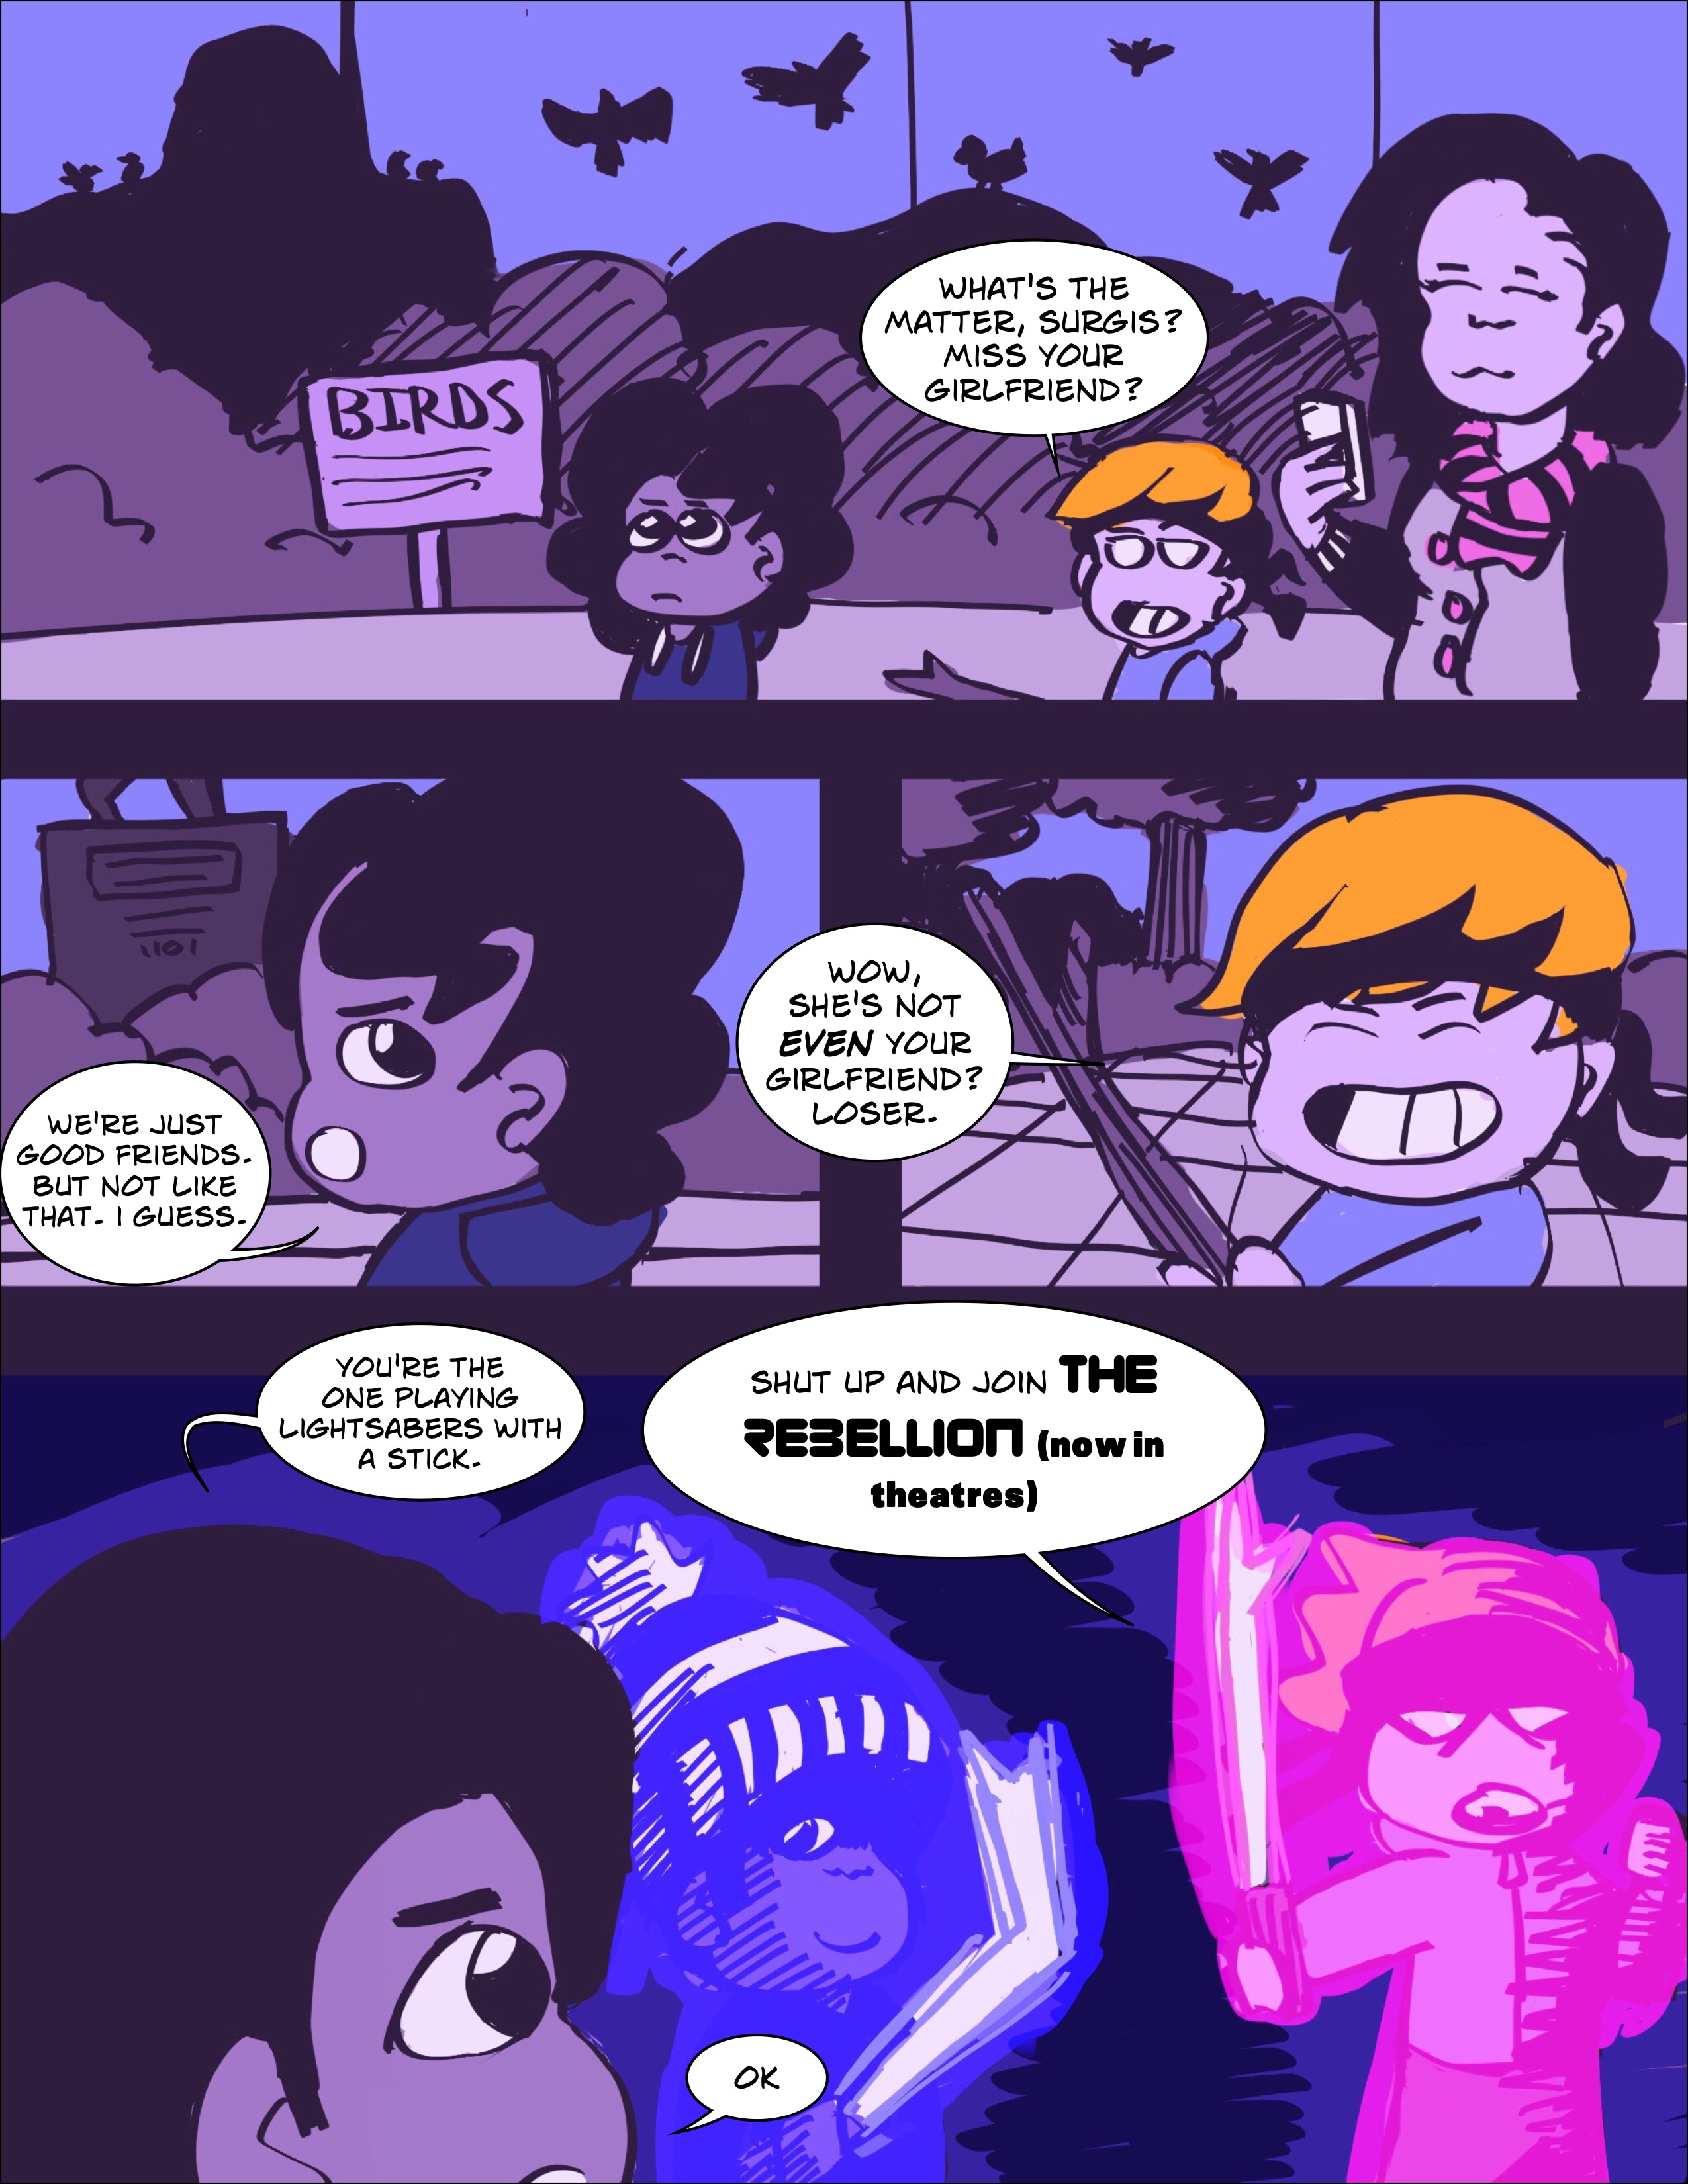 BIRDS
WHAT'S THE
MATTER, SURGIS?
MISS YOUR
GIRLFRIEND?
WE'RE JUST
GOOD FRIENDS.
BUT NOT LIKE
THAT. I GUESS.
WOW,
SHE'S NOT
EVEN YOUR
GIRLFRIEND?
LOSER.
YOU'RE THE
ONE PLAYING
LIGHTSABERS WITH
A STICK.
SHUT UP AND JOIN THE
REBELLION (now in
theatres)
OK